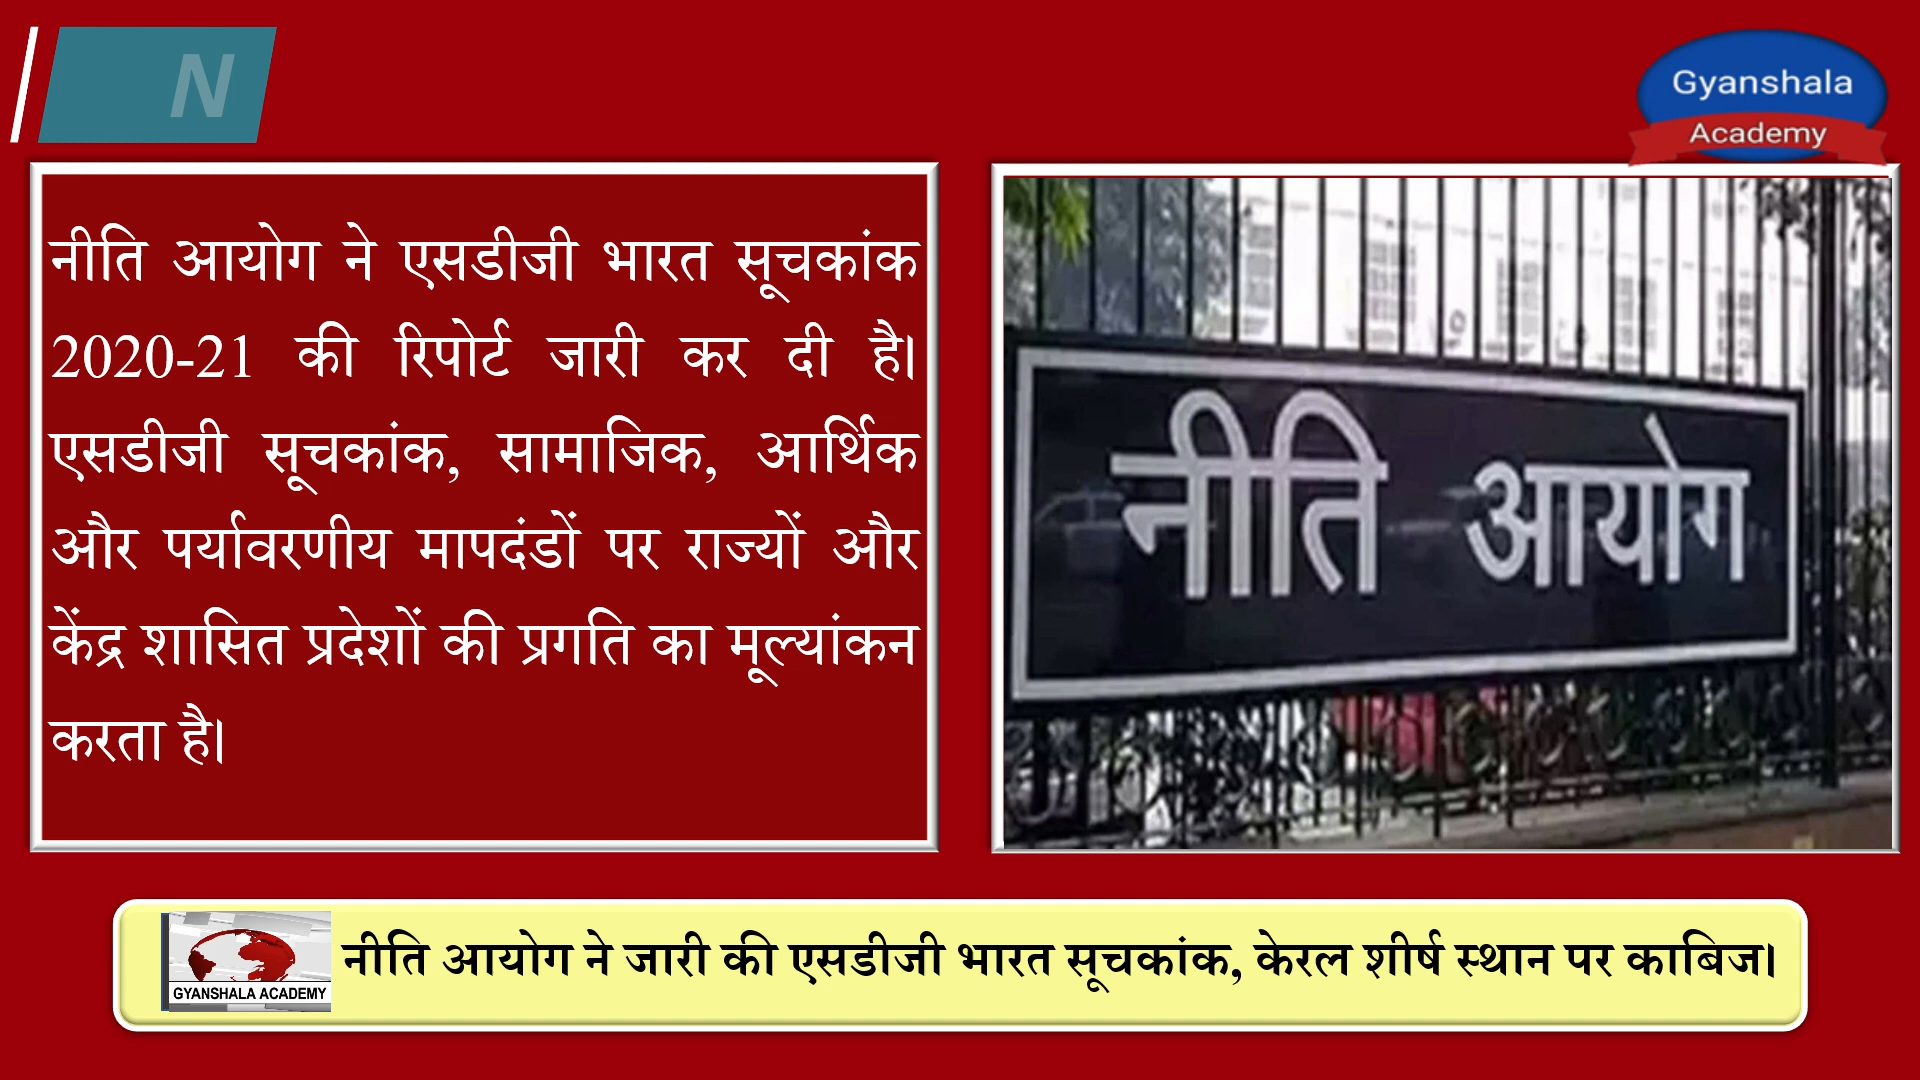 N
Gyanshala
Academy
नीति आयोग ने एसडीजी भारत सूचकांक
2020-21 की रिपोर्ट जारी कर दी है।
एसडीजी सूचकांक, सामाजिक, आर्थिक
और पर्यावरणीय मापदंडों पर राज्यों और
केंद्र शासित प्रदेशों की प्रगति का मूल्यांकन
करता है।
नीति आयोग
नीति आयोग ने जारी की एसडीजी भारत सूचकांक, केरल शीर्ष स्थान पर काबिज।
GYANSHALA ACADEMY